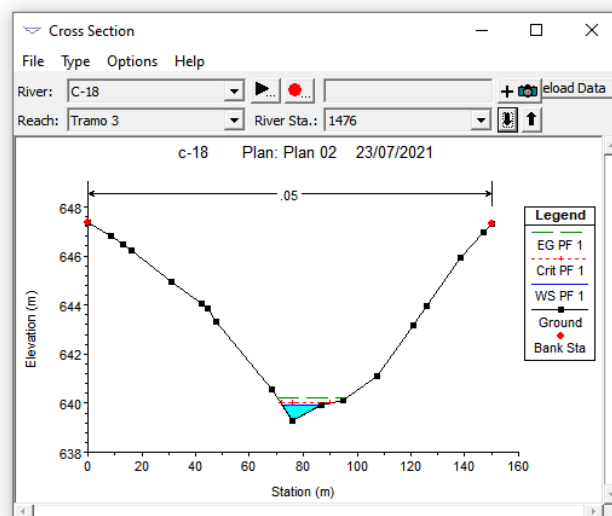 Cross Section
File Type Options Help
River: C-18 eload Data
Reach: Tramo 3 River Sta.: 1476
c-18 Plan: Plan 02 23/07/2021
.05
648
646
644
642
640
638
Elevation (m)
0 20 40 60 80 100 120 140 160
Station (m)
Legend
EG PF 1
Crit PF 1
WS PF 1
Ground
Bank Sta